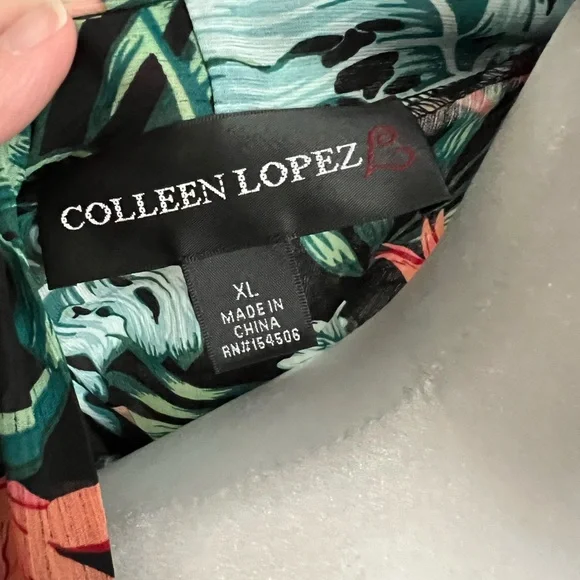 COLLEEN LOPEZ
XL
MADE IN
CHINA
RN#154506